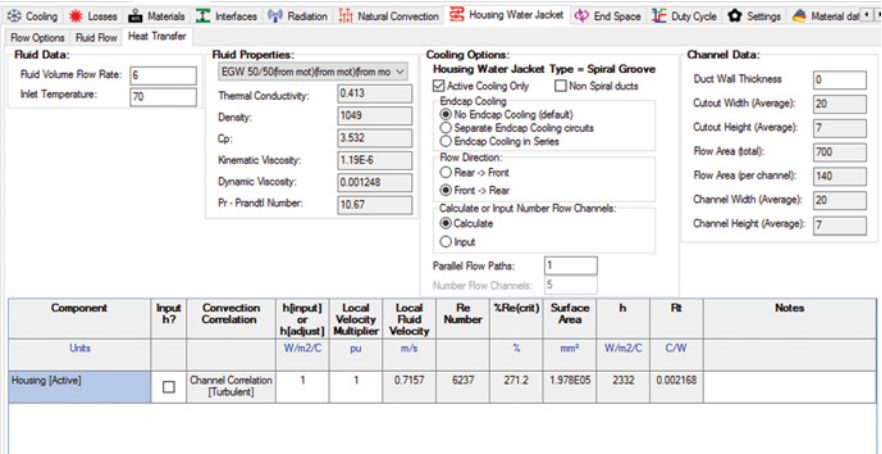 Cooling Losses Materials Interfaces Radiation Natural Convection Housing Water Jacket End Space Duty Cycle Settings Material dat
Flow Options Fluid Flow Heat Transfer
Fluid Data:
Fluid Volume Flow Rate: 6
Inlet Temperature: 70
Fluid Properties:
EGW 50/50(from mot)(from mot)(from mo
Thermal Conductivity: 0.413
Density: 1049
Cp: 3.532
Kinematic Viscosity: 1.19E-6
Dynamic Viscosity: 0.001248
Pr - Prandtl Number: 10.67
Cooling Options:
Housing Water Jacket Type = Spiral Groove
Active Cooling Only Non Spiral ducts
Endcap Cooling
No Endcap Cooling (default)
Separate Endcap Cooling circuits
Endcap Cooling in Series
Flow Direction:
Rear -> Front
Front -> Rear
Calculate or Input Number Flow Channels:
Calculate
Input
Parallel Flow Paths: 1
Number Flow Channels: 5
Channel Data:
Duct Wall Thickness 0
Cutout Width (Average): 20
Cutout Height (Average): 7
Flow Area (total): 700
Flow Area (per channel): 140
Channel Width (Average): 20
Channel Height (Average): 7
Component Input h? Convection Correlation h[input] or h[adjust] Local Velocity Multiplier Local Fluid Velocity Re Number %Re(crit) Surface Area h Rt Notes
Units W/m2/C pu m/s % mm² W/m2/C C/W
Housing [Active] Channel Correlation [Turbulent] 1 1 0.7157 6237 271.2 1.978E05 2332 0.002168